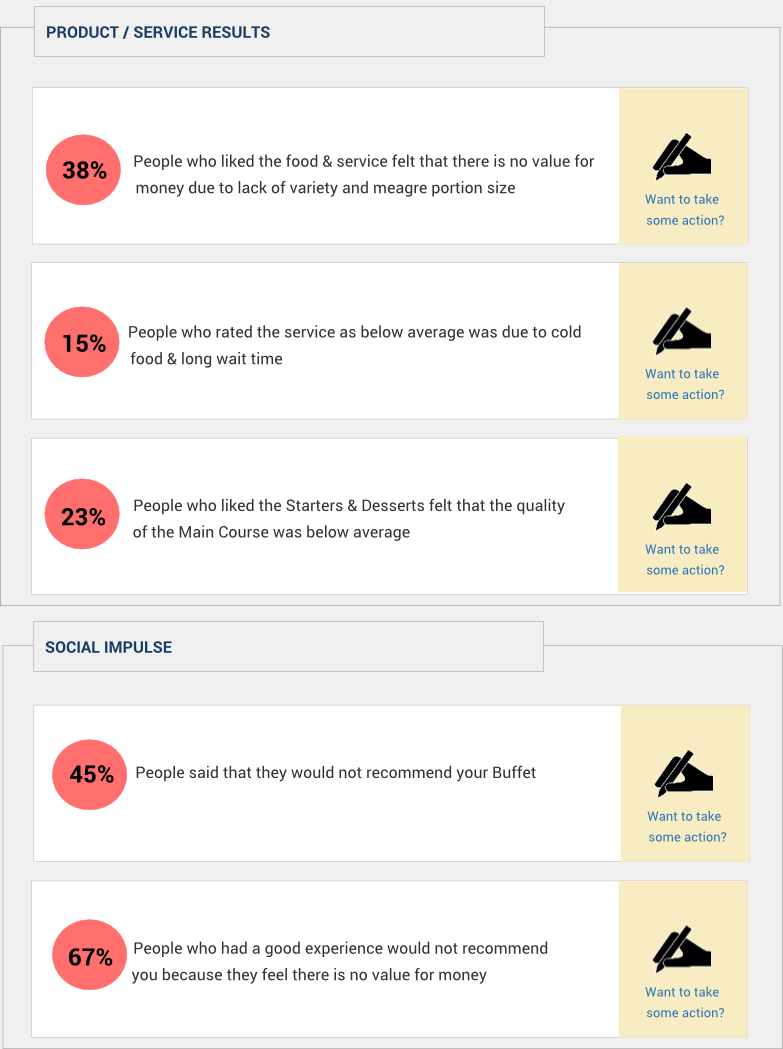 PRODUCT / SERVICE RESULTS
38%
People who liked the food & service felt that there is no value for
money due to lack of variety and meagre portion size
Want to take
some action?
15%
People who rated the service as below average was due to cold
food & long wait time
Want to take
some action?
23%
People who liked the Starters & Desserts felt that the quality
of the Main Course was below average
Want to take
some action?
SOCIAL IMPULSE
45%
People said that they would not recommend your Buffet
Want to take
some action?
67%
People who had a good experience would not recommend
you because they feel there is no value for money
Want to take
some action?